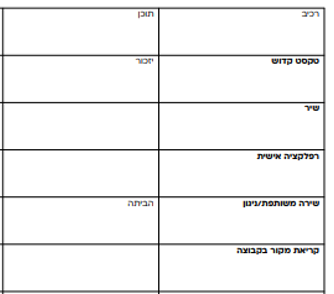 רכיב תוכן
טקסט קדוש יזכור
שיר
רפלקציה אישית
שירה משותפת/ניגון הביתה
קריאת מקור בקבוצה